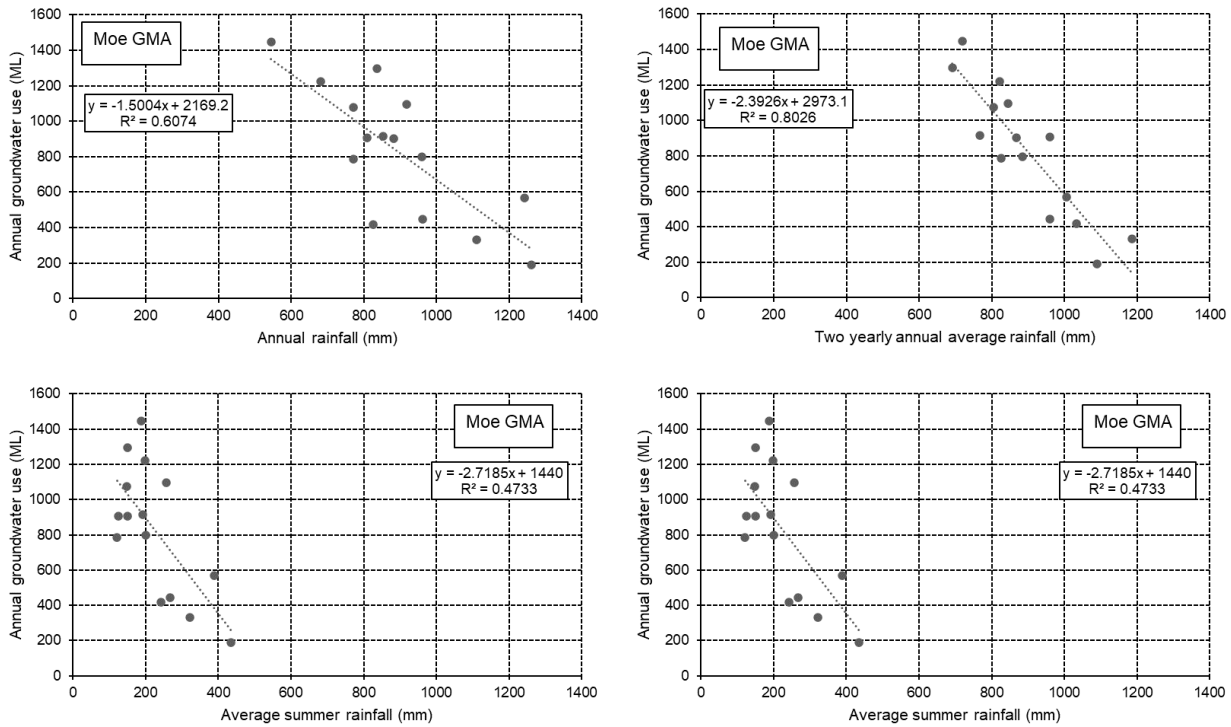 Annual groundwater use (ML)
1600
1400
1200
1000
800
600
400
200
0
Moe GMA
y = -1.5004x + 2169.2
R² = 0.6074
0 200 400 600 800 1000 1200 1400
Annual rainfall (mm)
Annual groundwater use (ML)
1600
1400
1200
1000
800
600
400
200
0
Moe GMA
y = -2.3926x + 2973.1
R² = 0.8026
0 200 400 600 800 1000 1200 1400
Two yearly annual average rainfall (mm)
Annual groundwater use (ML)
1600
1400
1200
1000
800
600
400
200
0
Moe GMA
y = -2.7185x + 1440
R² = 0.4733
0 200 400 600 800 1000 1200 1400
Average summer rainfall (mm)
Annual groundwater use (ML)
1600
1400
1200
1000
800
600
400
200
0
Moe GMA
y = -2.7185x + 1440
R² = 0.4733
0 200 400 600 800 1000 1200 1400
Average summer rainfall (mm)